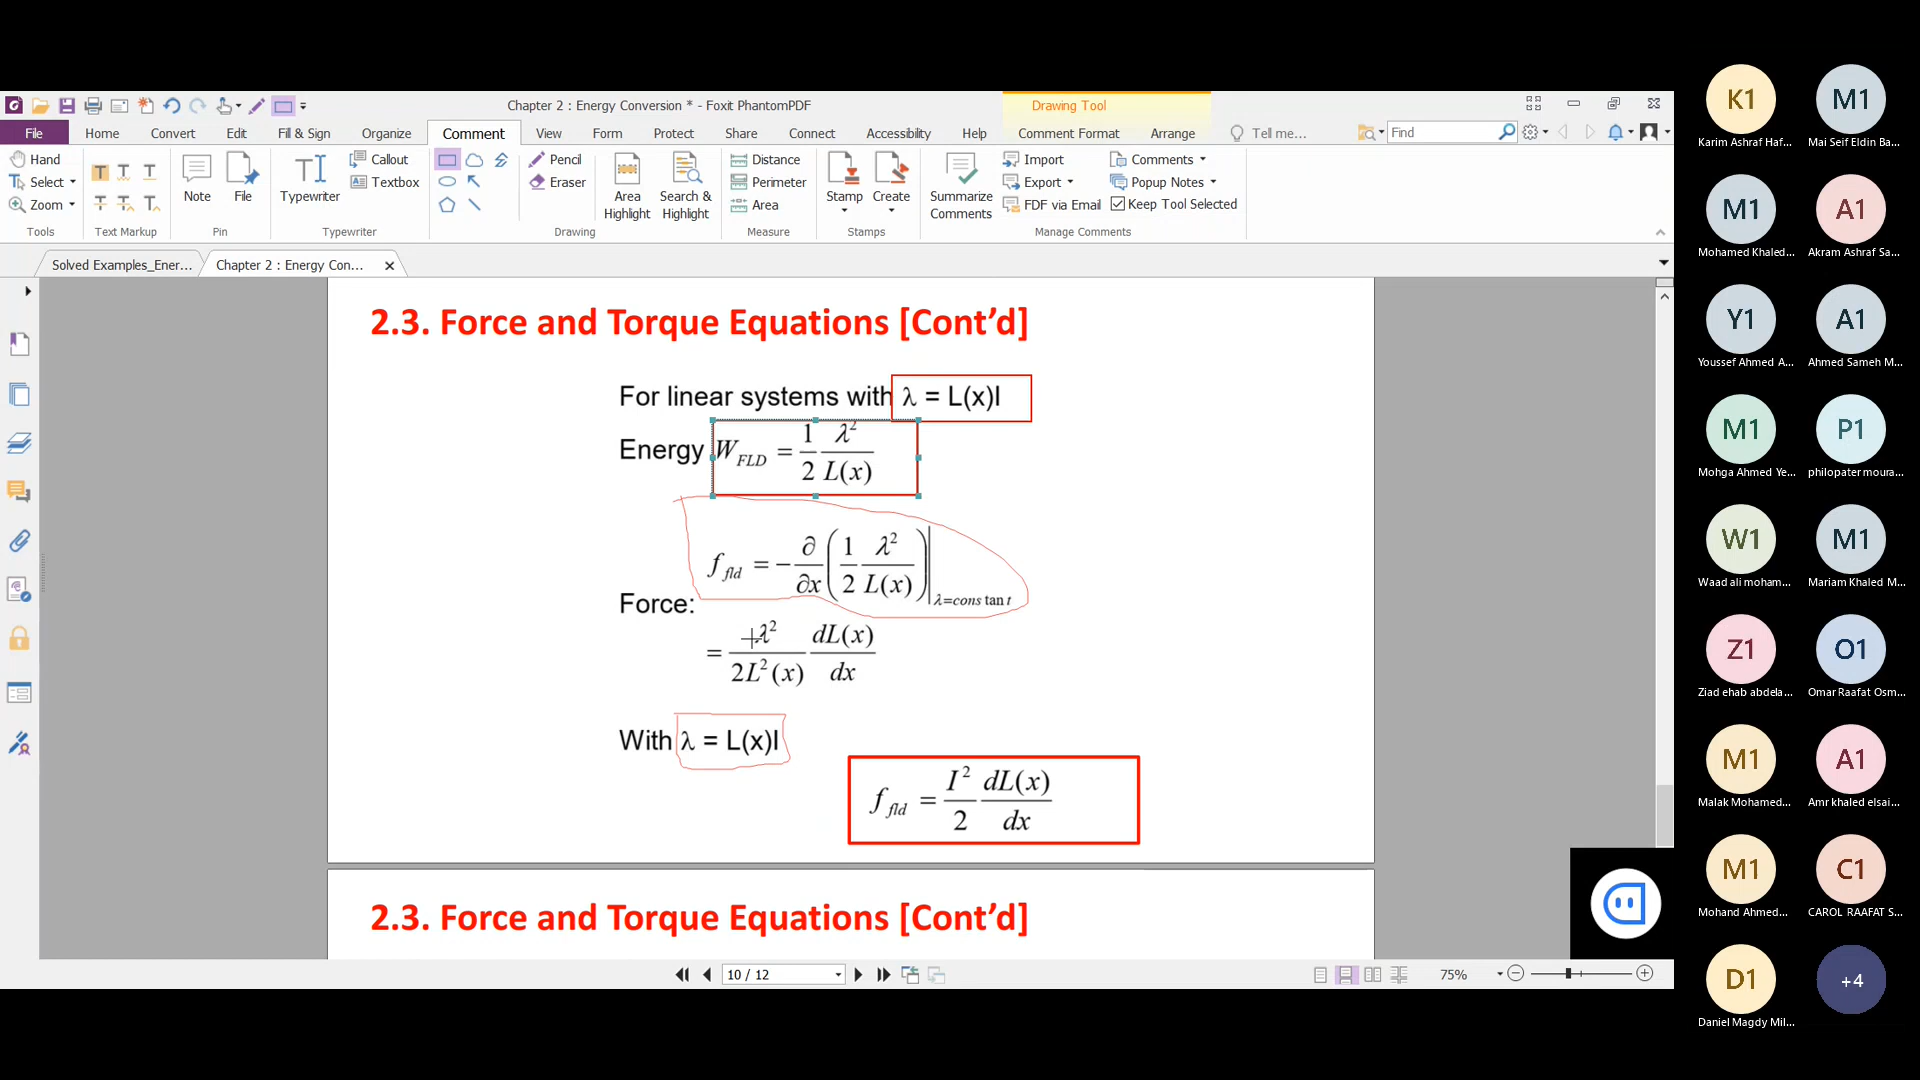 Chapter 2 : Energy Conversion * - Foxit PhantomPDF
Drawing Tool
File Home Convert Edit Fill & Sign Organize Comment View Form Protect Share Connect Accessibility Help Comment Format Arrange Tell me... Find
Hand
Select
Zoom
Tools
Text Markup
Note
File
Pin
Typewriter
Callout
Textbox
Typewriter
Pencil
Eraser
Area Highlight
Search & Highlight
Drawing
Distance
Perimeter
Area
Measure
Stamp
Create
Stamps
Summarize Comments
Import
Export
FDF via Email
Comments
Popup Notes
Keep Tool Selected
Manage Comments
Solved Examples_Ener...
Chapter 2 : Energy Con...
2.3. Force and Torque Equations [Cont’d]
For linear systems with λ = L(x)I
Energy W_FLD = 1/2 λ²/L(x)
f_fld = − ∂/∂x (1/2 λ²/L(x))|λ=cons tan t
Force:
= λ²/2L²(x) dL(x)/dx
With λ = L(x)I
f_fld = I²/2 dL(x)/dx
2.3. Force and Torque Equations [Cont’d]
10 / 12
75%
K1
Karim Ashraf Haf...
M1
Mai Seif Eldin Ba...
M1
Mohamed Khaled...
A1
Akram Ashraf Sa...
Y1
Youssef Ahmed A...
A1
Ahmed Sameh M...
M1
Mohga Ahmed Ye...
P1
philopater moura...
W1
Waad ali moham...
M1
Mariam Khaled M...
Z1
Ziad ehab abdela...
O1
Omar Raafat Osm...
M1
Malak Mohamed...
A1
Amr khaled elsai...
M1
Mohand Ahmed...
C1
CAROL RAAFAT S...
D1
Daniel Magdy Mil...
+4